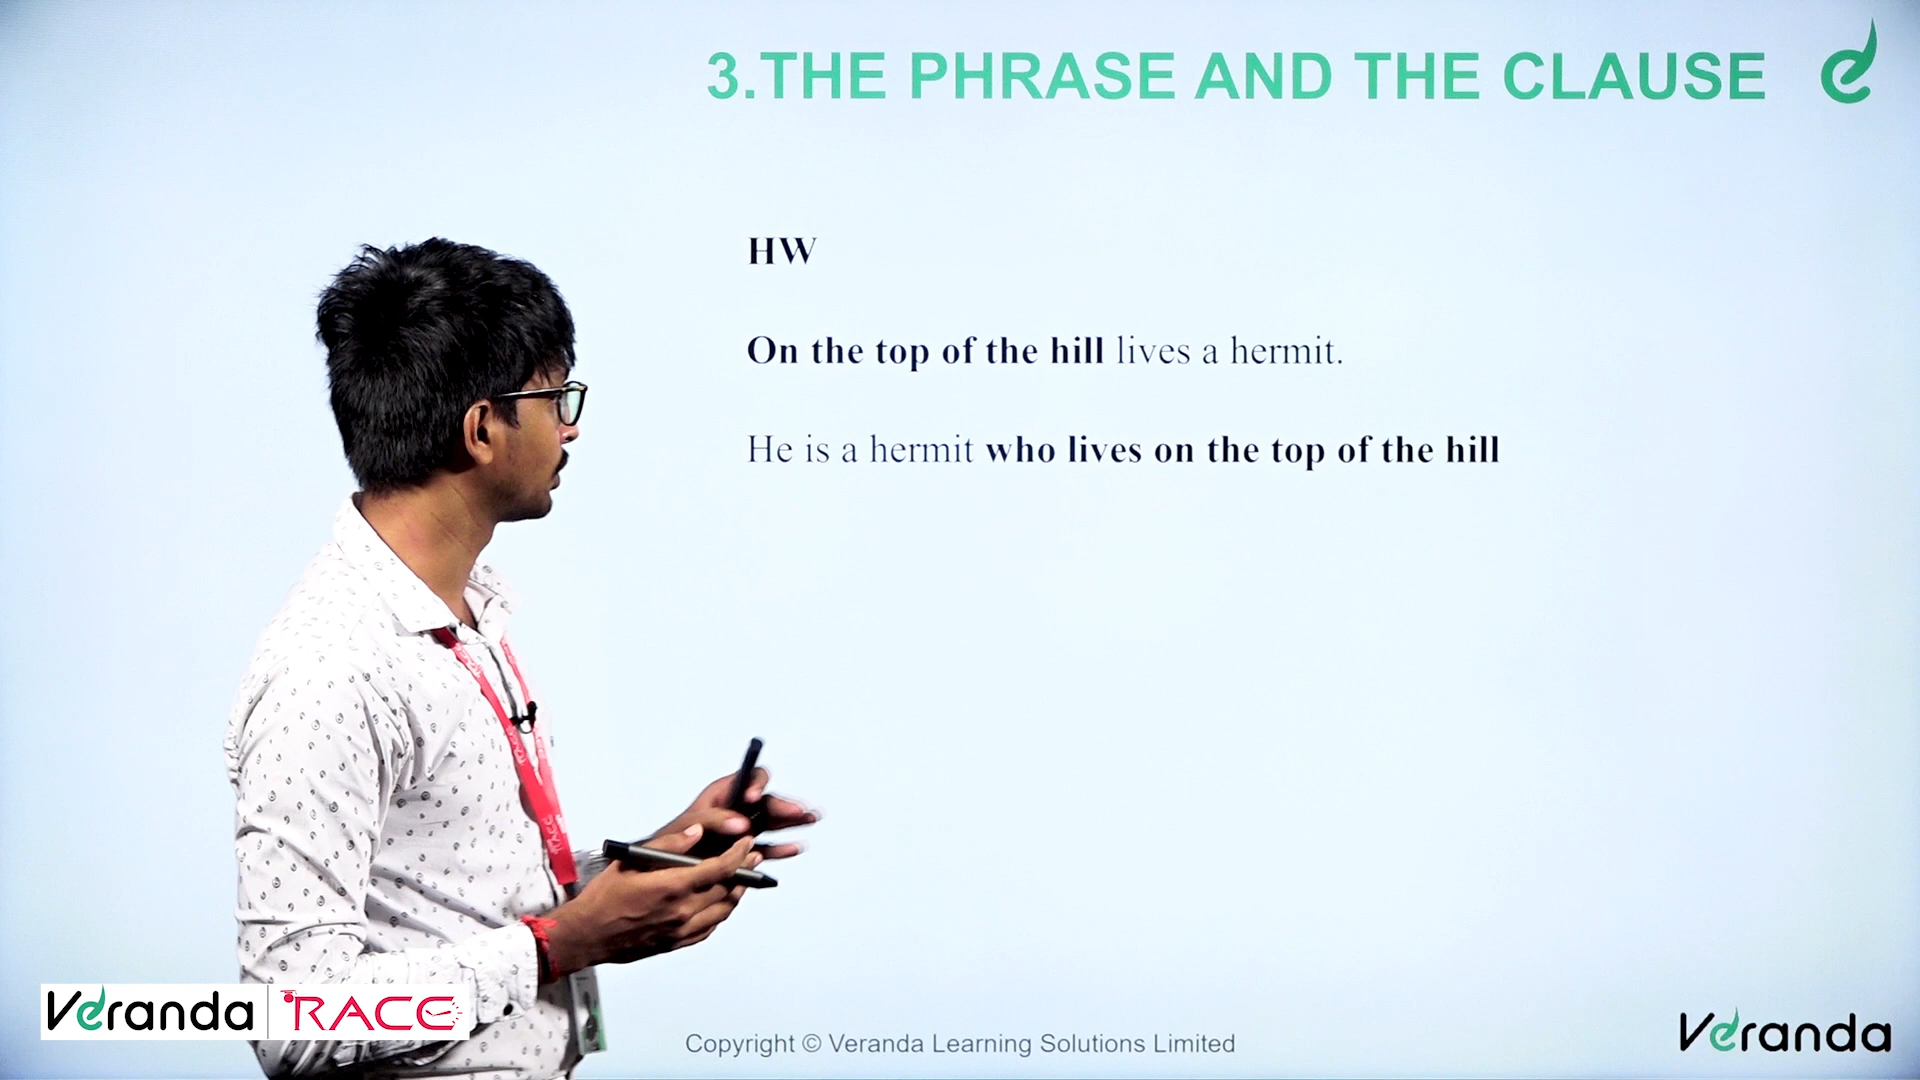 3.THE PHRASE AND THE CLAUSE
HW
On the top of the hill lives a hermit.
He is a hermit who lives on the top of the hill
Veranda RACE
Copyright © Veranda Learning Solutions Limited
Veranda